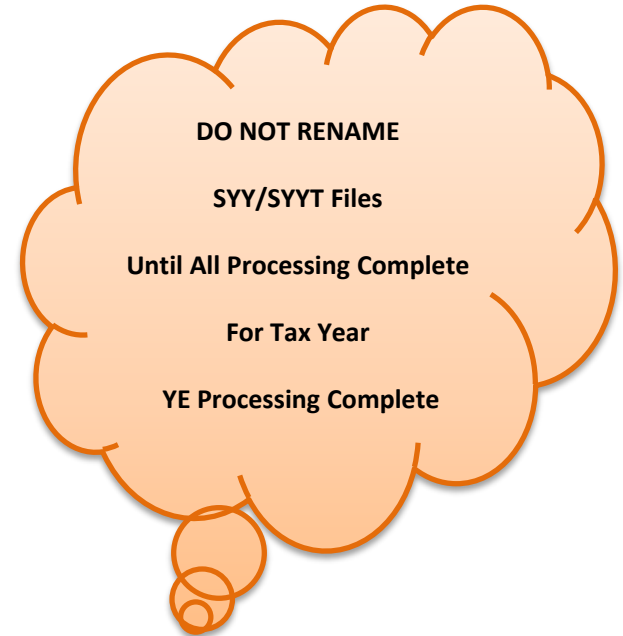 DO NOT RENAME
SYY/SYYT Files
Until All Processing Complete
For Tax Year
YE Processing Complete